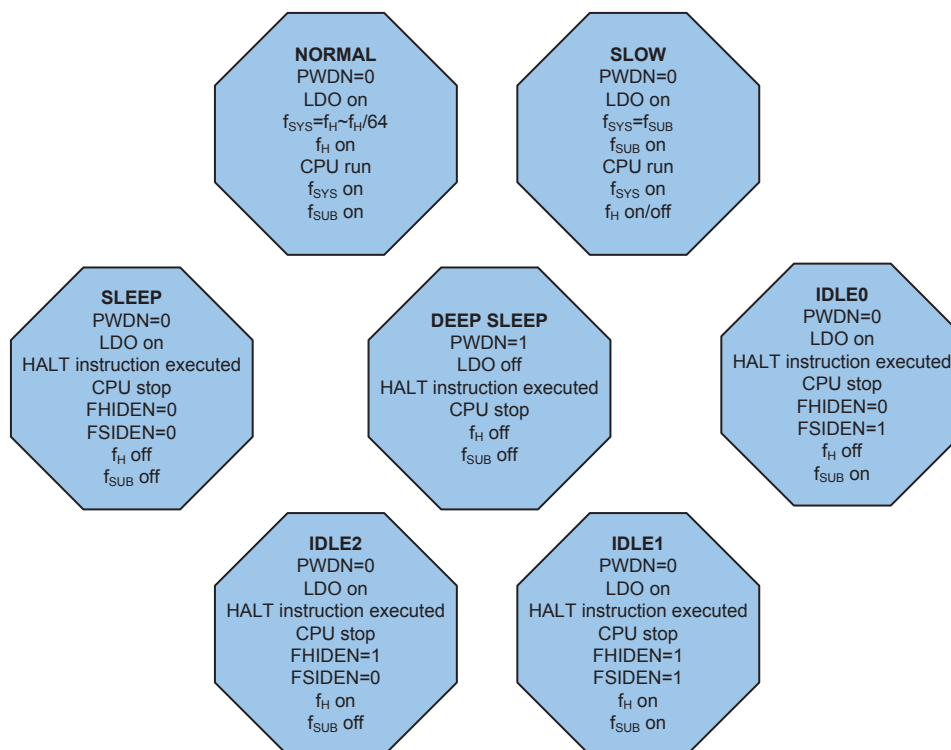 NORMAL
PWDN=0
LDO on
fSYS=fH~fH/64
fH on
CPU run
fSYS on
fSUB on
SLOW
PWDN=0
LDO on
fSYS=fSUB
fSUB on
CPU run
fSYS on
fH on/off
SLEEP
PWDN=0
LDO on
HALT instruction executed
CPU stop
FHIDEN=0
FSIDEN=0
fH off
fSUB off
DEEP SLEEP
PWDN=1
LDO off
HALT instruction executed
CPU stop
fH off
fSUB off
IDLE0
PWDN=0
LDO on
HALT instruction executed
CPU stop
FHIDEN=0
FSIDEN=1
fH off
fSUB on
IDLE2
PWDN=0
LDO on
HALT instruction executed
CPU stop
FHIDEN=1
FSIDEN=0
fH on
fSUB off
IDLE1
PWDN=0
LDO on
HALT instruction executed
CPU stop
FHIDEN=1
FSIDEN=1
fH on
fSUB on